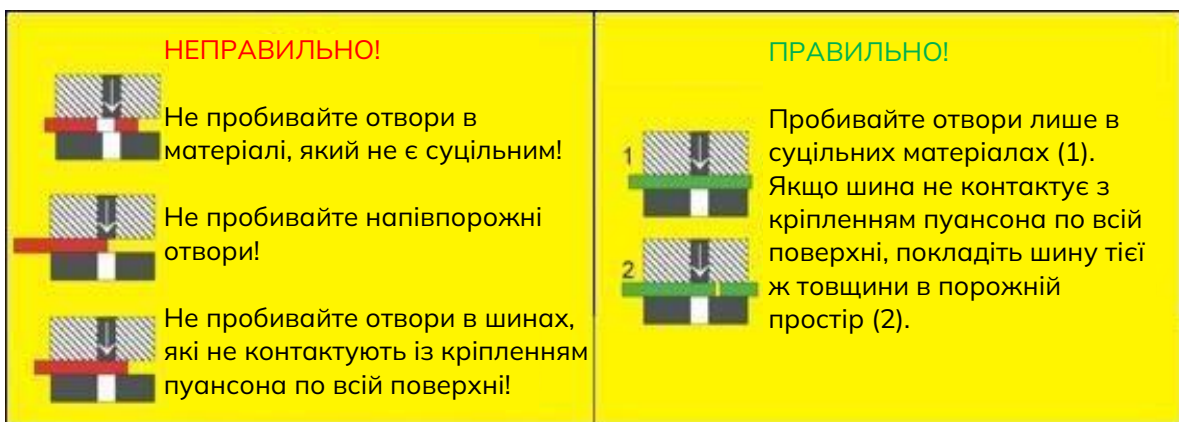 НЕПРАВИЛЬНО!
Не пробивайте отвори в
матеріалі, який не є суцільним!
Не пробивайте напівпорожні
отвори!
Не пробивайте отвори в шинах,
які не контактують із кріпленням
пуансона по всій поверхні!
ПРАВИЛЬНО!
1
2
Пробивайте отвори лише в
суцільних матеріалах (1).
Якщо шина не контактує з
кріпленням пуансона по всій
поверхні, покладіть шину тієї
ж товщини в порожній
простір (2).